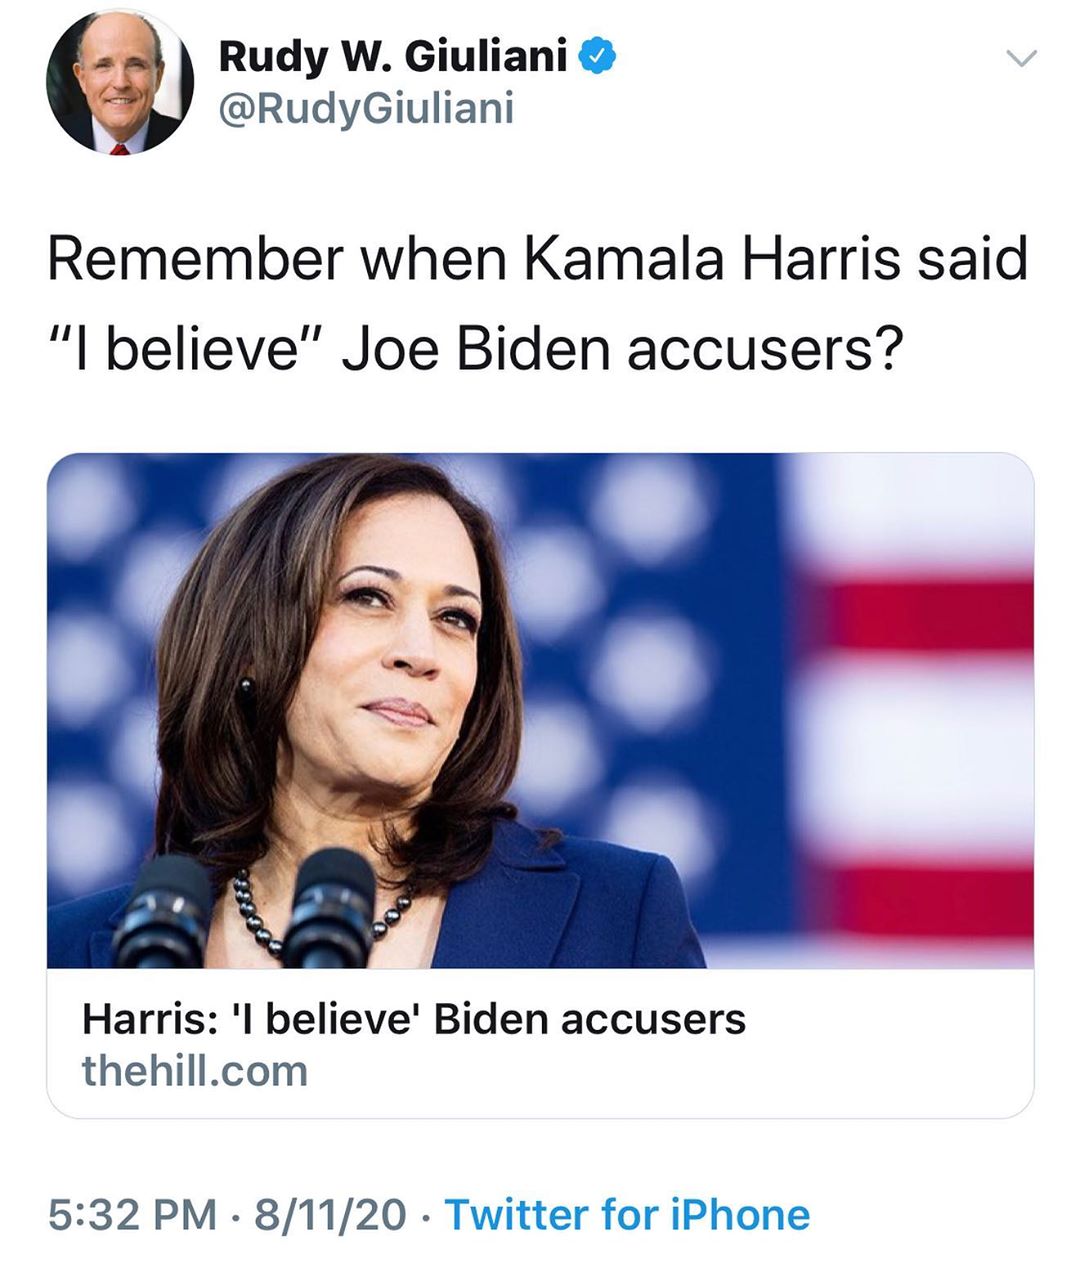 Rudy W. Giuliani
@RudyGiuliani
Remember when Kamala Harris said
“I believe” Joe Biden accusers?
Harris: 'I believe' Biden accusers
thehill.com
5:32 PM · 8/11/20 · Twitter for iPhone